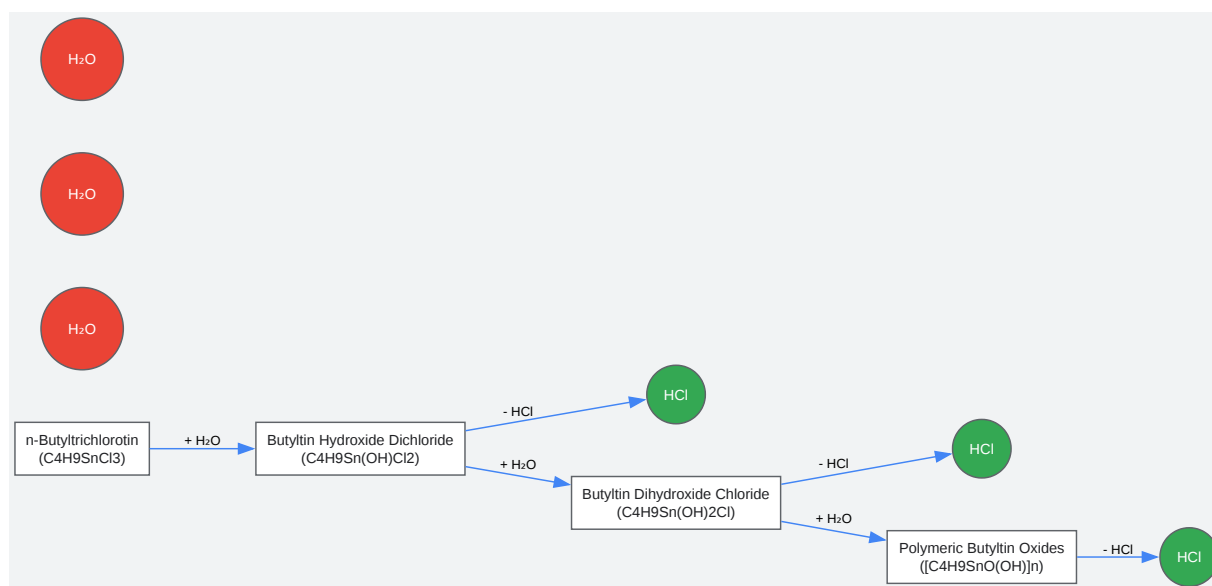 H₂O
H₂O
H₂O
HCl
- HCl
n-Butyltrichlorotin
(C4H9SnCl3)
+ H₂O
Butyltin Hydroxide Dichloride
(C4H9Sn(OH)Cl2)
+ H₂O
HCl
- HCl
Butyltin Dihydroxide Chloride
(C4H9Sn(OH)2Cl)
+ H₂O
Polymeric Butyltin Oxides
([C4H9SnO(OH)]n)
- HCl
HCl